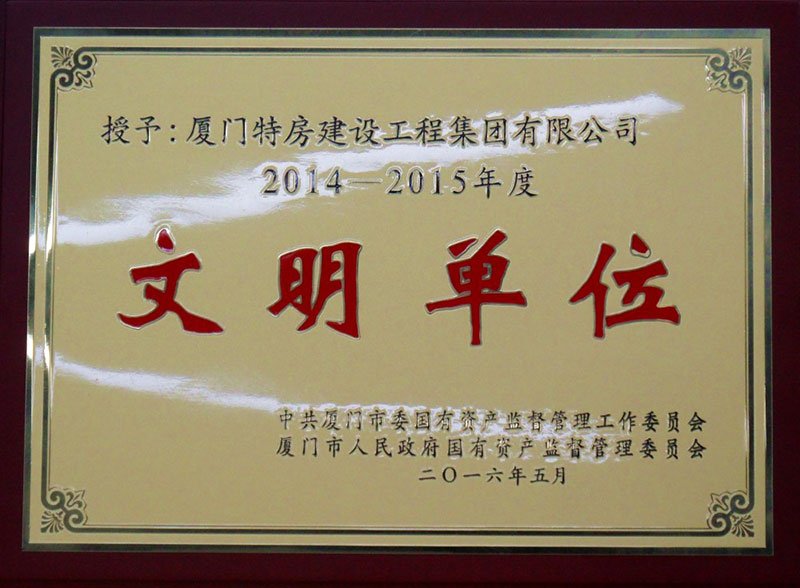 授予：厦门特房建设工程集团有限公司
2014—2015年度
文明单位
中共厦门市委国有资产监督管理工作委员会
厦门市人民政府国有资产监督管理委员会
二〇一六年五月